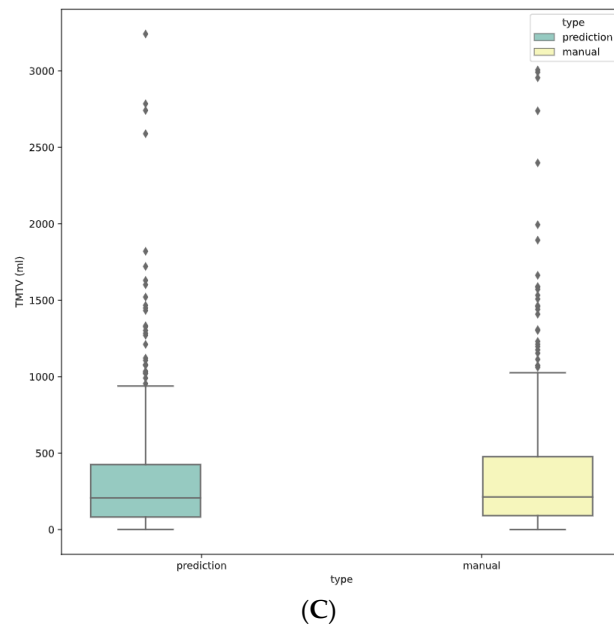 type
prediction
manual
3000
2500
2000
1500
1000
500
0
TMTV (ml)
prediction manual
type
(C)